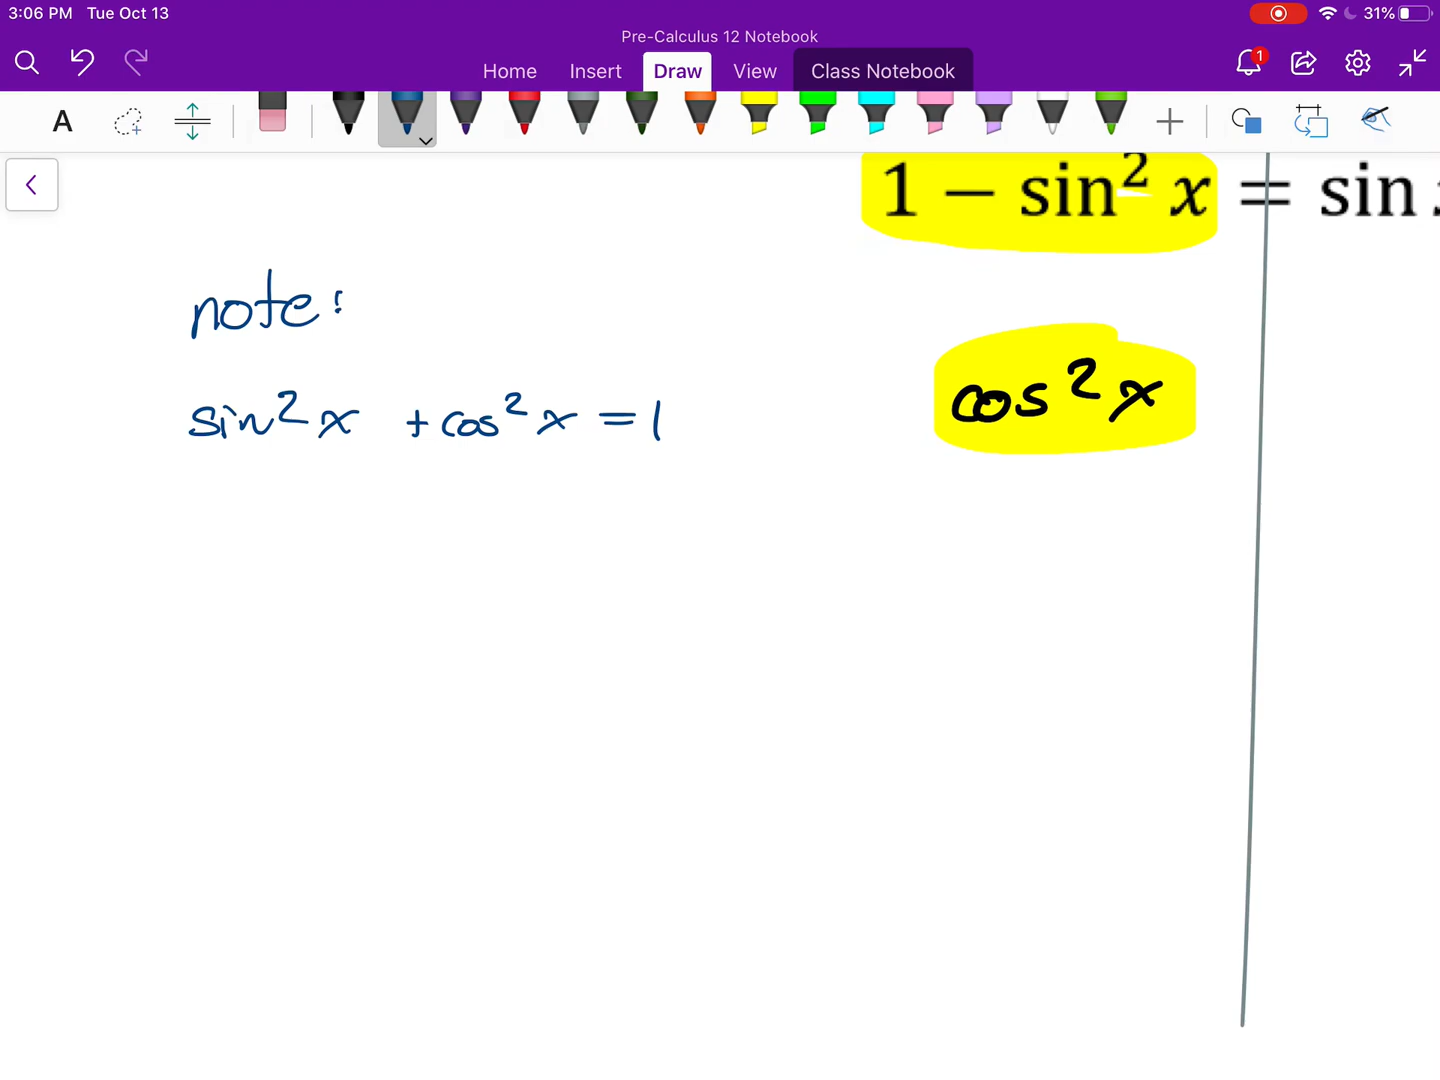 3:06 PM Tue Oct 13
31%
Pre-Calculus 12 Notebook
Home Insert Draw View Class Notebook
1
A
1 − sin² x = sin
note:
cos² x
sin² x + cos² x = 1